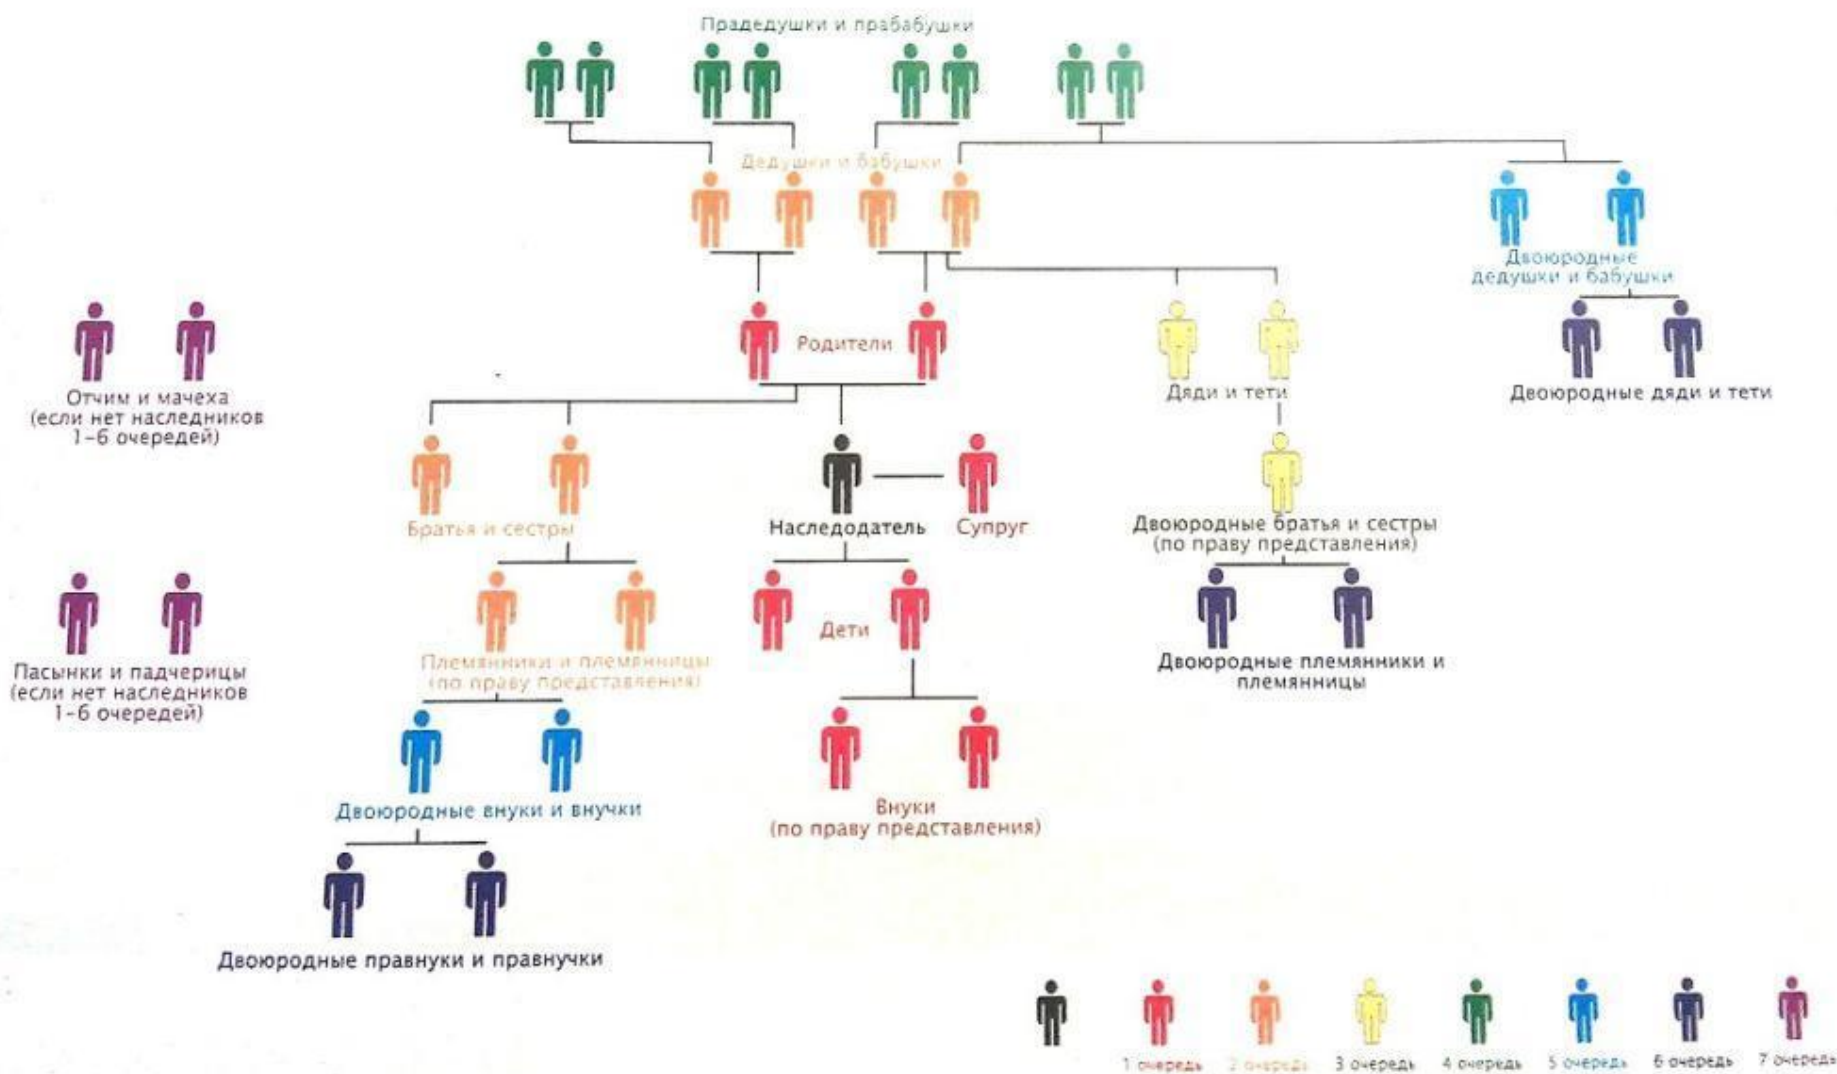 Прадедушки и прабабушки
Дедушки и бабушки
Двоюродные
дедушки и бабушки
Родители
Отчим и мачеха
(если нет наследников
1-6 очередей)
Дяди и тети
Двоюродные дяди и тети
Братья и сестры
Наследодатель
Супруг
Двоюродные братья и сестры
(по праву представления)
Дети
Племянники и племянницы
(по праву представления)
Пасынки и падчерицы
(если нет наследников
1-6 очередей)
Двоюродные племянники и
племянницы
Двоюродные внуки и внучки
Внуки
(по праву представления)
Двоюродные правнуки и правнучки
1 очередь
2 очередь
3 очередь
4 очередь
5 очередь
6 очередь
7 очередь